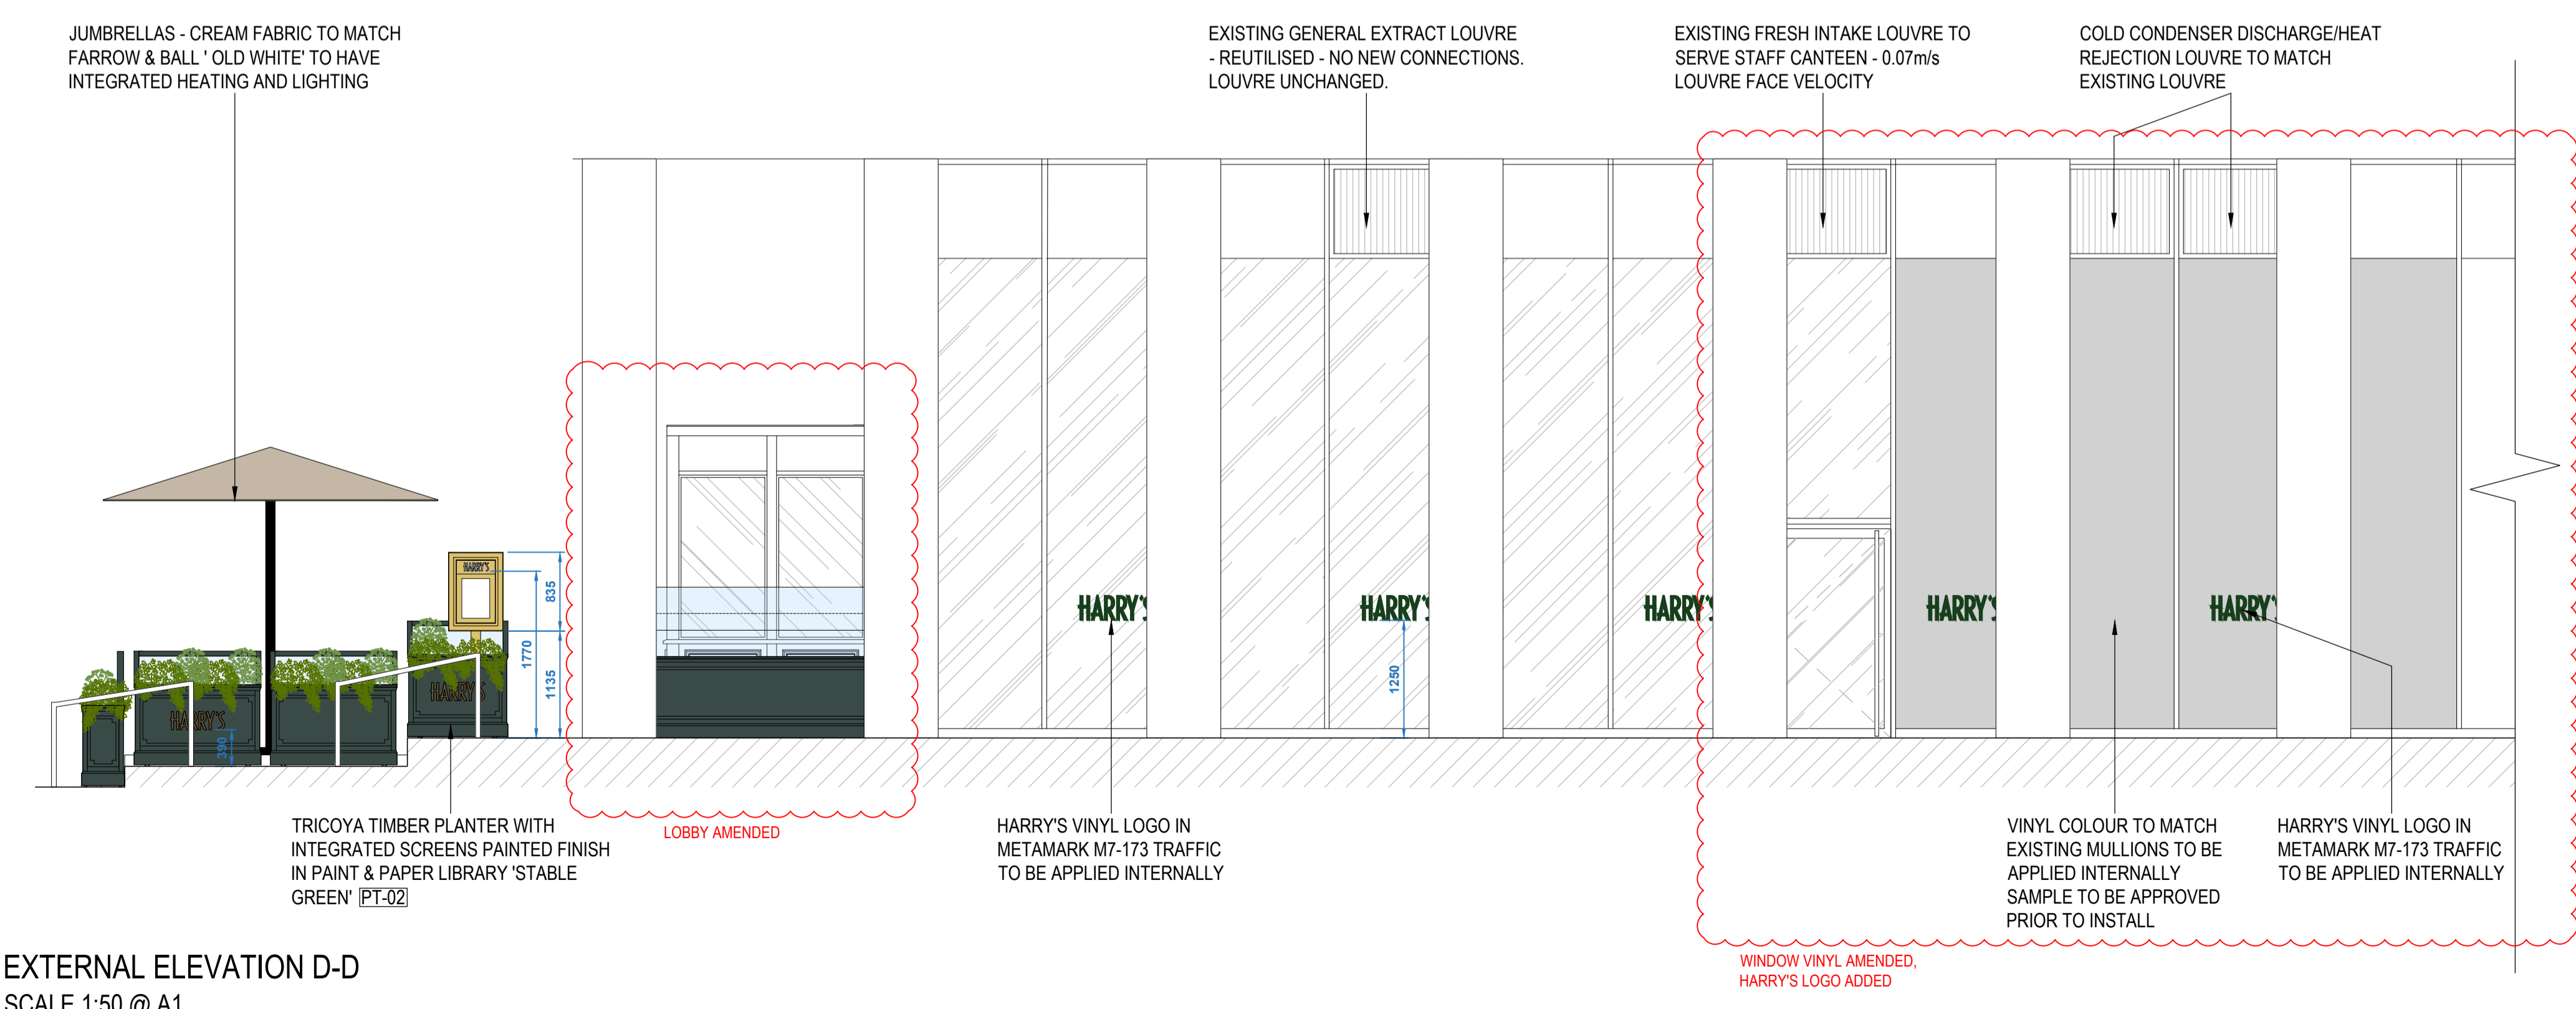 JUMBRELLAS - CREAM FABRIC TO MATCH
FARROW & BALL ' OLD WHITE' TO HAVE
INTEGRATED HEATING AND LIGHTING
EXISTING GENERAL EXTRACT LOUVRE
- REUTILISED - NO NEW CONNECTIONS.
LOUVRE UNCHANGED.
EXISTING FRESH INTAKE LOUVRE TO
SERVE STAFF CANTEEN - 0.07m/s
LOUVRE FACE VELOCITY
COLD CONDENSER DISCHARGE/HEAT
REJECTION LOUVRE TO MATCH
EXISTING LOUVRE
HARRY'S
835
1770
1135
HARRY'S
HARRY'S
390
HARRY'S
HARRY'S
HARRY'S
HARRY'S
HARRY'S
1250
TRICOYA TIMBER PLANTER WITH
INTEGRATED SCREENS PAINTED FINISH
IN PAINT & PAPER LIBRARY 'STABLE
GREEN' PT-02
LOBBY AMENDED
HARRY'S VINYL LOGO IN
METAMARK M7-173 TRAFFIC
TO BE APPLIED INTERNALLY
VINYL COLOUR TO MATCH
EXISTING MULLIONS TO BE
APPLIED INTERNALLY
SAMPLE TO BE APPROVED
PRIOR TO INSTALL
HARRY'S VINYL LOGO IN
METAMARK M7-173 TRAFFIC
TO BE APPLIED INTERNALLY
WINDOW VINYL AMENDED,
HARRY'S LOGO ADDED
EXTERNAL ELEVATION D-D
SCALE 1:50 @ A1